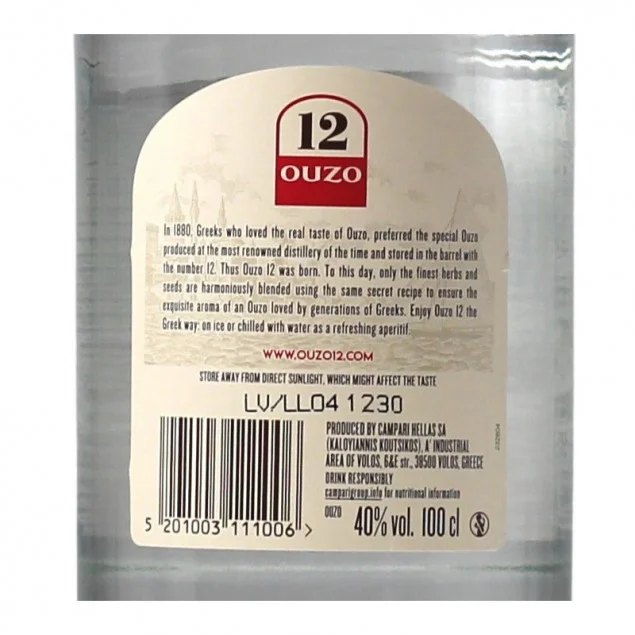 12
OUZO
In 1880, Greeks who loved the real taste of Ouzo, preferred the special Ouzo
produced at the most renowned distillery of the time and stored in the barrel with
the number 12. Thus Ouzo 12 was born. To this day, only the finest herbs and
seeds are harmoniously blended using the same secret recipe to ensure the
exquisite aroma of an Ouzo loved by generations of Greeks. Enjoy Ouzo 12 the
Greek way: on ice or chilled with water as a refreshing aperitif.
WWW.OUZO12.COM
STORE AWAY FROM DIRECT SUNLIGHT, WHICH MIGHT AFFECT THE TASTE
LV/LL04 1230
PRODUCED BY CAMPARI HELLAS SA
(KALOYIANNIS KOUTSIKOS), A' INDUSTRIAL
AREA OF VOLOS, 6&E str., 38500 VOLOS, GREECE
DRINK RESPONSIBLY
camparigroup.info for nutritional information
OUZO 40% vol. 100 cl
5 201003 111006 >